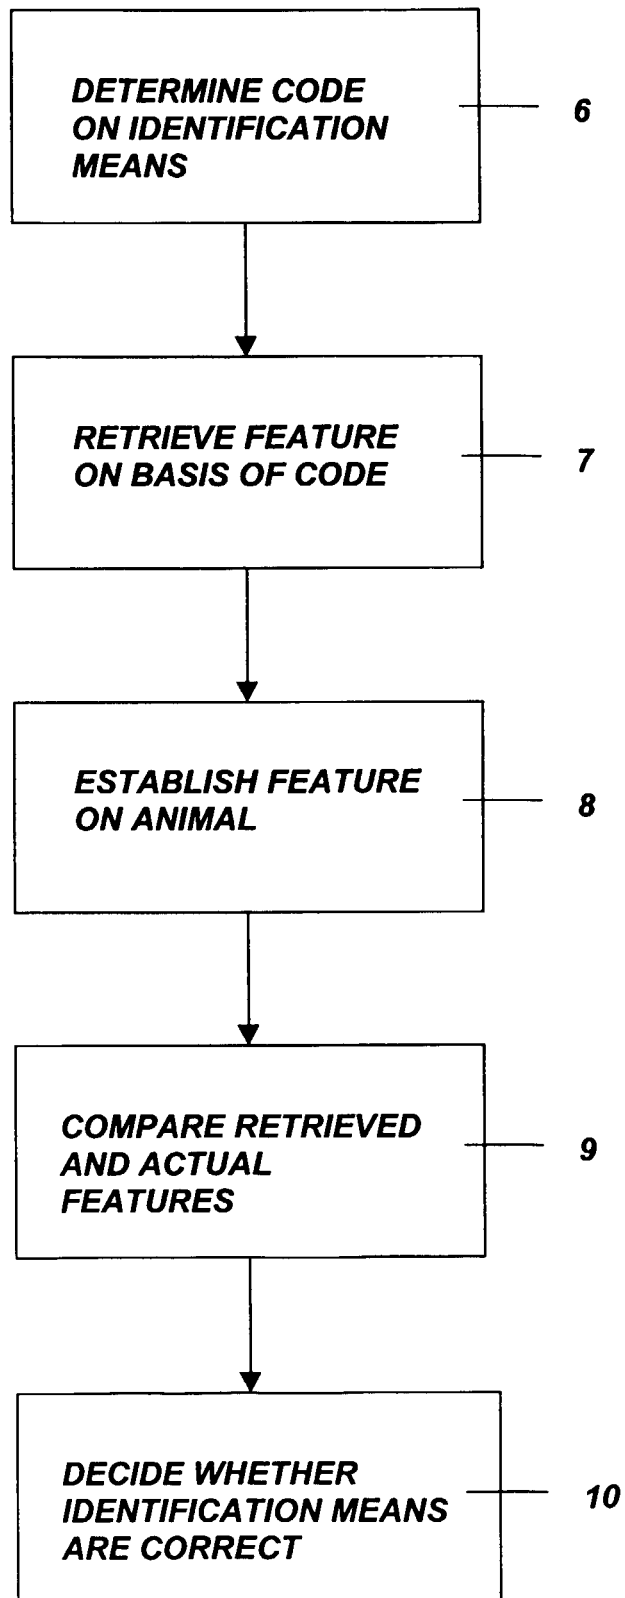 DETERMINE CODE
ON IDENTIFICATION
MEANS
6
RETRIEVE FEATURE
ON BASIS OF CODE
7
ESTABLISH FEATURE
ON ANIMAL
8
COMPARE RETRIEVED
AND ACTUAL
FEATURES
9
DECIDE WHETHER
IDENTIFICATION MEANS
ARE CORRECT
10